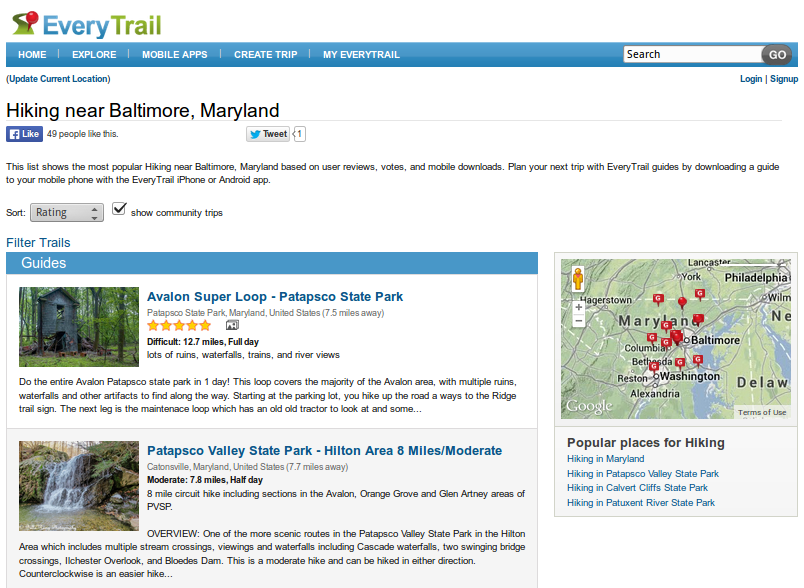 EveryTrail
HOME EXPLORE MOBILE APPS CREATE TRIP MY EVERYTRAIL Search GO
(Update Current Location) Login | Signup
Hiking near Baltimore, Maryland
Like 49 people like this. Tweet 1
This list shows the most popular Hiking near Baltimore, Maryland based on user reviews, votes, and mobile downloads. Plan your next trip with EveryTrail guides by downloading a guide
to your mobile phone with the EveryTrail iPhone or Android app.
Sort: Rating show community trips
Filter Trails
Guides
Avalon Super Loop - Patapsco State Park
Patapsco State Park, Maryland, United States (7.5 miles away)
Difficult: 12.7 miles, Full day
lots of ruins, waterfalls, trains, and river views
Do the entire Avalon Patapsco state park in 1 day! This loop covers the majority of the Avalon area, with multiple ruins,
waterfalls and other artifacts to find along the way. Starting at the parking lot, you hike up the road a ways to the Ridge
trail sign. The next leg is the maintenace loop which has an old old tractor to look at and some...
Patapsco Valley State Park - Hilton Area 8 Miles/Moderate
Catonsville, Maryland, United States (7.7 miles away)
Moderate: 7.8 miles, Half day
8 mile circuit hike including sections in the Avalon, Orange Grove and Glen Artney areas of
PVSP.
OVERVIEW: One of the more scenic routes in the Patapsco Valley State Park in the Hilton
Area which includes multiple stream crossings, viewings and waterfalls including Cascade waterfalls, two swinging bridge
crossings, Ilchester Overlook, and Bloedes Dam. This is a moderate hike and can be hiked in either direction.
Counterclockwise is an easier hike...
Lancaster
York Philadelphia
Hagerstown Wilm
Maryland Ne
Baltimore
Columbia
Bethesda
Reston Washington
Delaw
Alexandria
Google Terms of Use
Popular places for Hiking
Hiking in Maryland
Hiking in Patapsco Valley State Park
Hiking in Calvert Cliffs State Park
Hiking in Patuxent River State Park